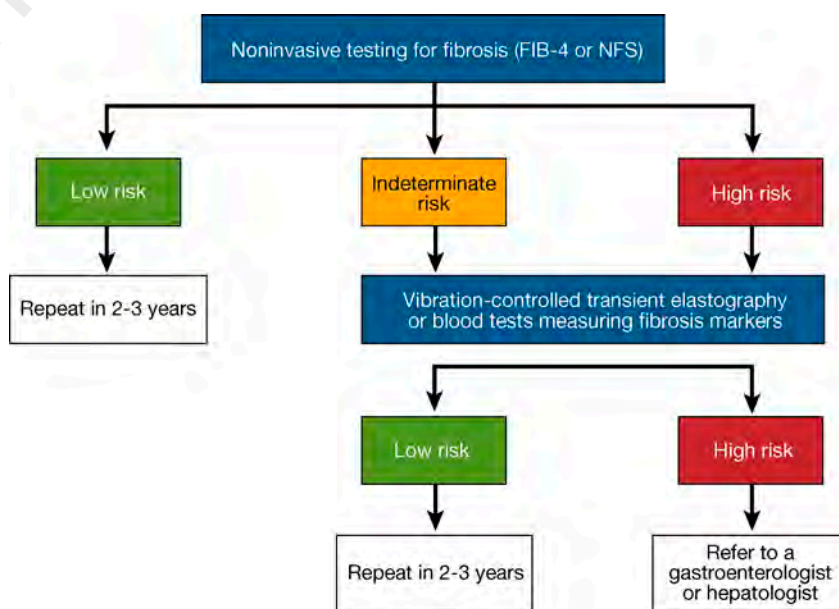 Noninvasive testing for fibrosis (FIB-4 or NFS)
Low risk
Indeterminate
risk
High risk
Repeat in 2-3 years
Vibration-controlled transient elastography
or blood tests measuring fibrosis markers
Low risk
High risk
Repeat in 2-3 years
Refer to a
gastroenterologist
or hepatologist